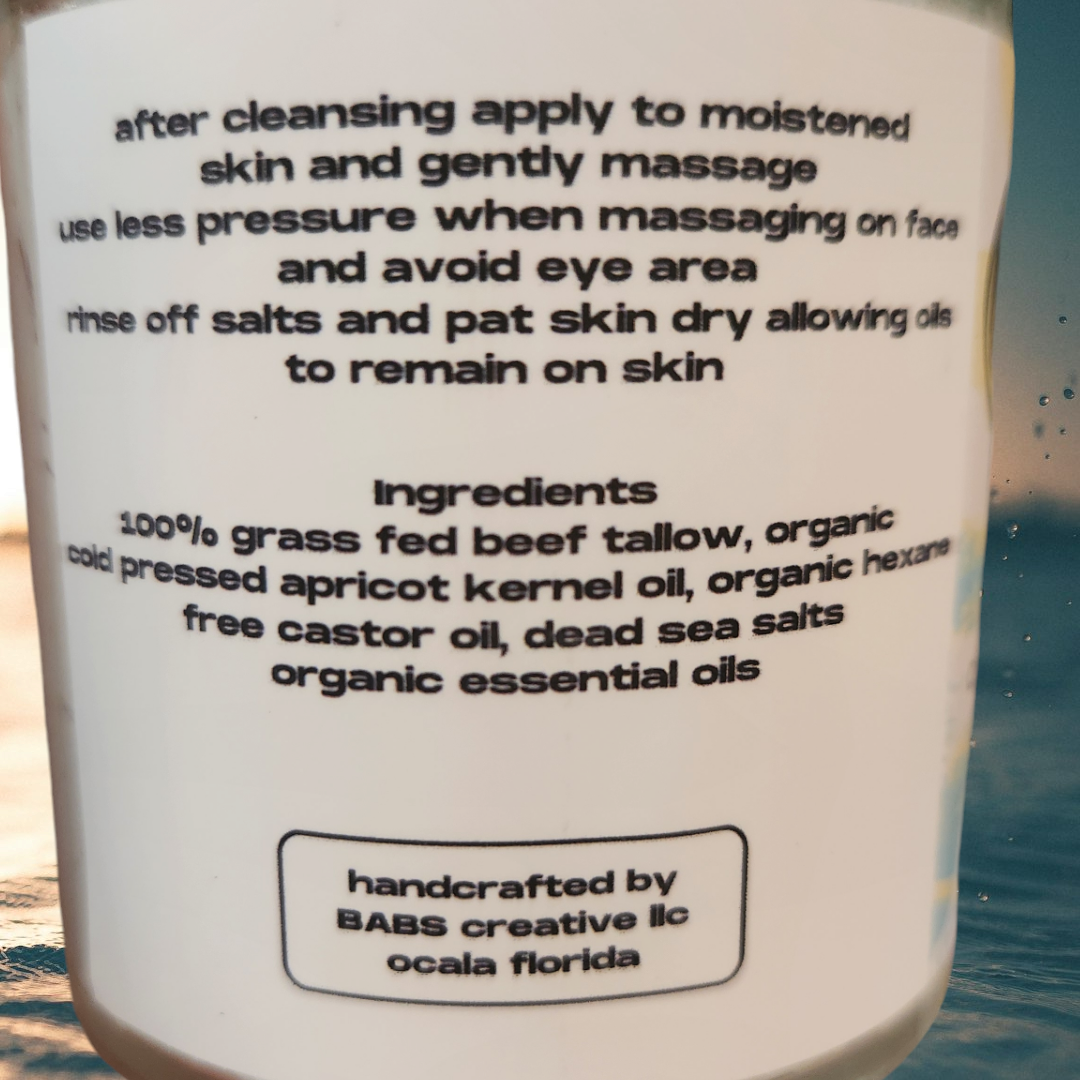 after cleansing apply to moistened
skin and gently massage
use less pressure when massaging on face
and avoid eye area
rinse off salts and pat skin dry allowing oils
to remain on skin
Ingredients
100% grass fed beef tallow, organic
cold pressed apricot kernel oil, organic hexane
free castor oil, dead sea salts
organic essential oils
handcrafted by
BABS creative llc
ocala florida